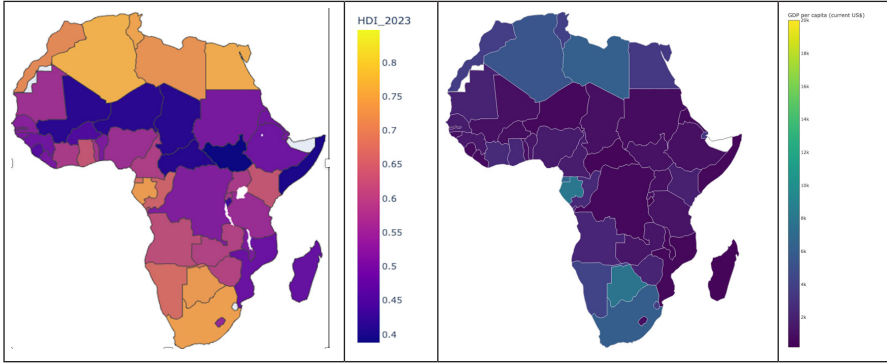 HDI_2023
0.8
0.75
0.7
0.65
0.6
0.55
0.5
0.45
0.4
GDP per capita (current US$)
20k
18k
16k
14k
12k
10k
8k
6k
4k
2k